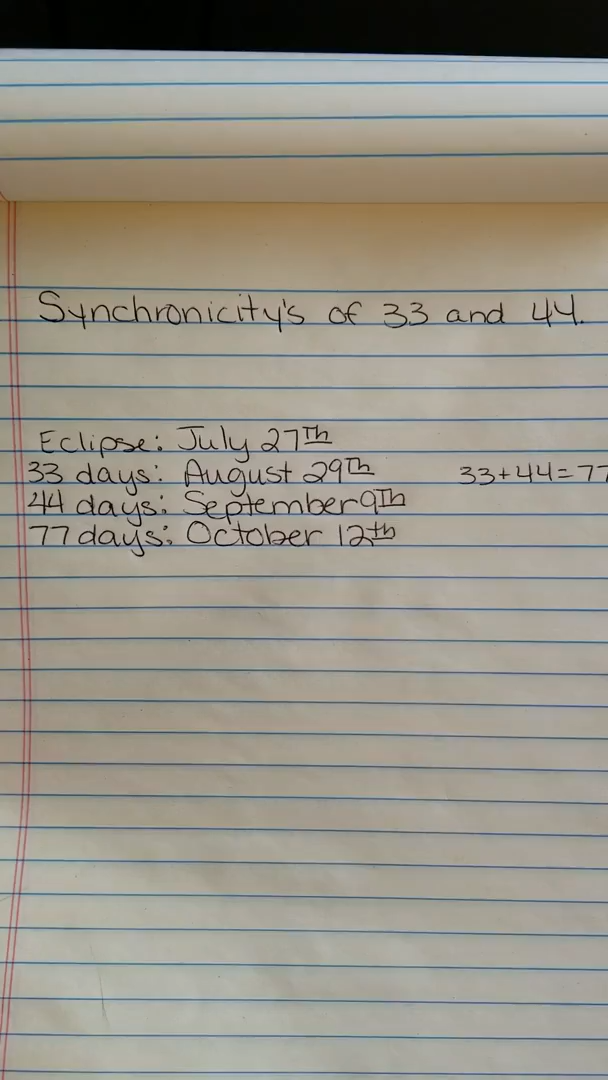 Synchronicity's of 33 and 44.
Eclipse: July 27Th
33 days: August 29Th 33+44=77
44 days: September 9Th
77 days: October 12th